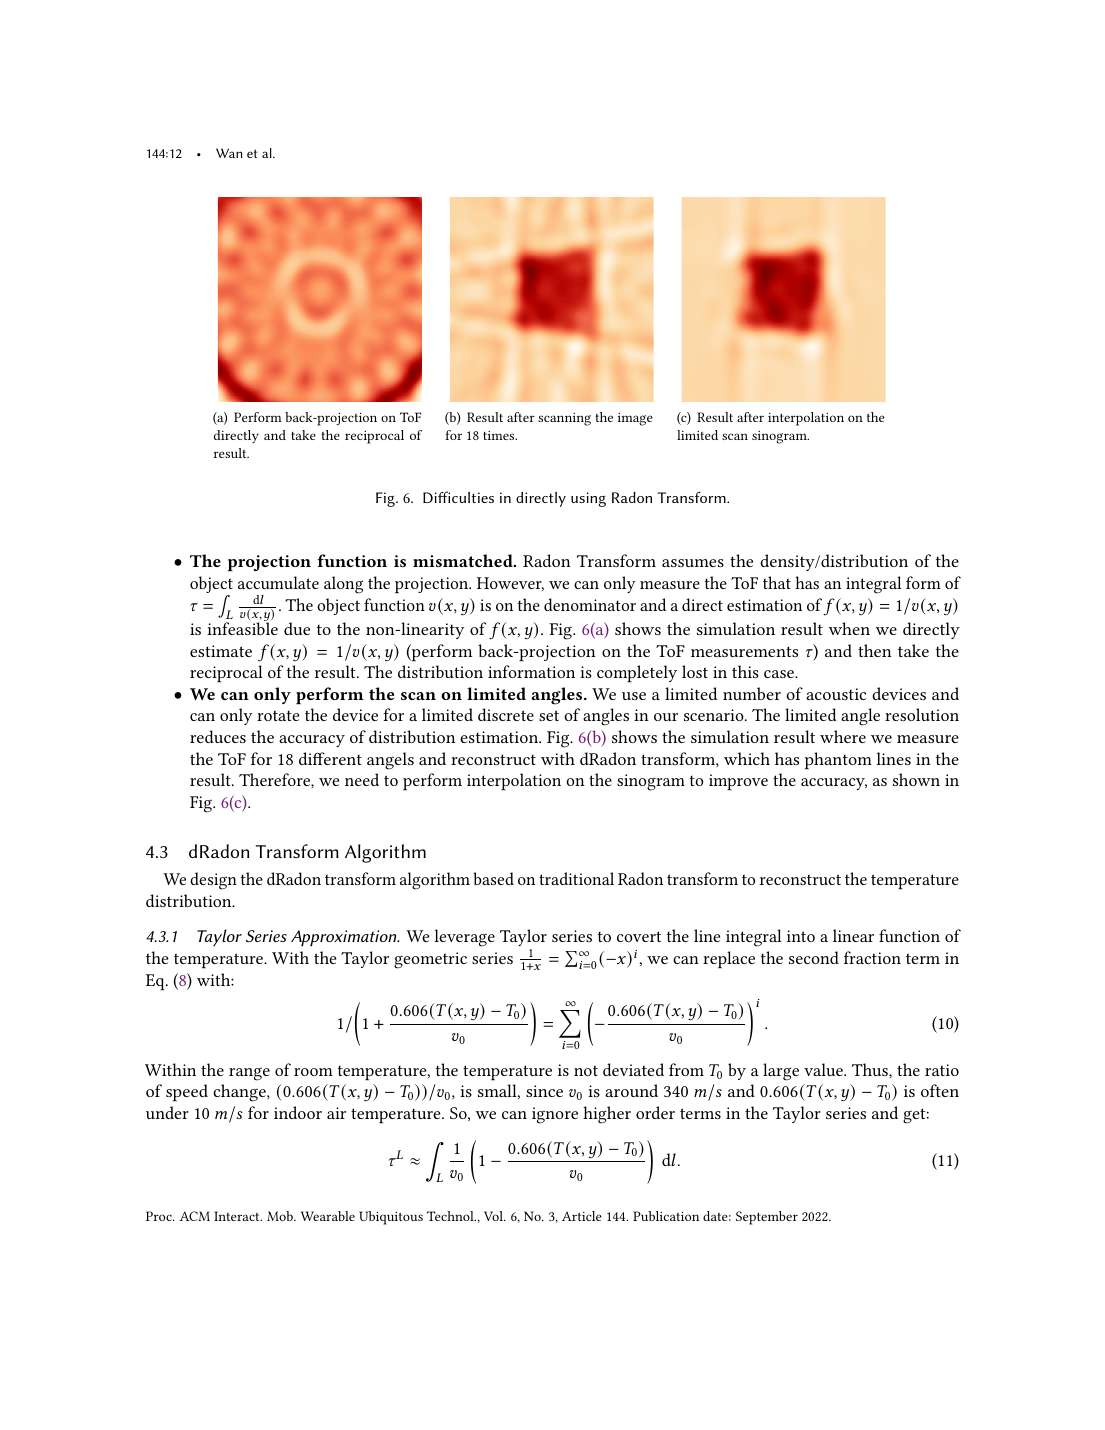 144:12 • Wan et al.
(a) Perform back-projection on ToF
directly and take the reciprocal of
result.
(b) Result after scanning the image
for 18 times.
(c) Result after interpolation on the
limited scan sinogram.
Fig. 6. Difficulties in directly using Radon Transform.
• The projection function is mismatched. Radon Transform assumes the density/distribution of the
object accumulate along the projection. However, we can only measure the ToF that has an integral form of
τ = ∫_L dl/v(x,y). The object function v(x, y) is on the denominator and a direct estimation of f(x, y) = 1/v(x, y)
is infeasible due to the non-linearity of f(x, y). Fig. 6(a) shows the simulation result when we directly
estimate f(x, y) = 1/v(x, y) (perform back-projection on the ToF measurements τ) and then take the
reciprocal of the result. The distribution information is completely lost in this case.
• We can only perform the scan on limited angles. We use a limited number of acoustic devices and
can only rotate the device for a limited discrete set of angles in our scenario. The limited angle resolution
reduces the accuracy of distribution estimation. Fig. 6(b) shows the simulation result where we measure
the ToF for 18 different angels and reconstruct with dRadon transform, which has phantom lines in the
result. Therefore, we need to perform interpolation on the sinogram to improve the accuracy, as shown in
Fig. 6(c).
4.3 dRadon Transform Algorithm
We design the dRadon transform algorithm based on traditional Radon transform to reconstruct the temperature
distribution.
4.3.1 Taylor Series Approximation. We leverage Taylor series to covert the line integral into a linear function of
the temperature. With the Taylor geometric series 1/(1+x) = ∑_{i=0}^{∞}(−x)^i, we can replace the second fraction term in
Eq. (8) with:
1/(1 + 0.606(T(x, y) − T₀)/v₀) = ∑_{i=0}^{∞} (−0.606(T(x, y) − T₀)/v₀)^i. (10)
Within the range of room temperature, the temperature is not deviated from T₀ by a large value. Thus, the ratio
of speed change, (0.606(T(x, y) − T₀))/v₀, is small, since v₀ is around 340 m/s and 0.606(T(x, y) − T₀) is often
under 10 m/s for indoor air temperature. So, we can ignore higher order terms in the Taylor series and get:
τ^L ≈ ∫_L 1/v₀ (1 − 0.606(T(x, y) − T₀)/v₀) dl. (11)
Proc. ACM Interact. Mob. Wearable Ubiquitous Technol., Vol. 6, No. 3, Article 144. Publication date: September 2022.